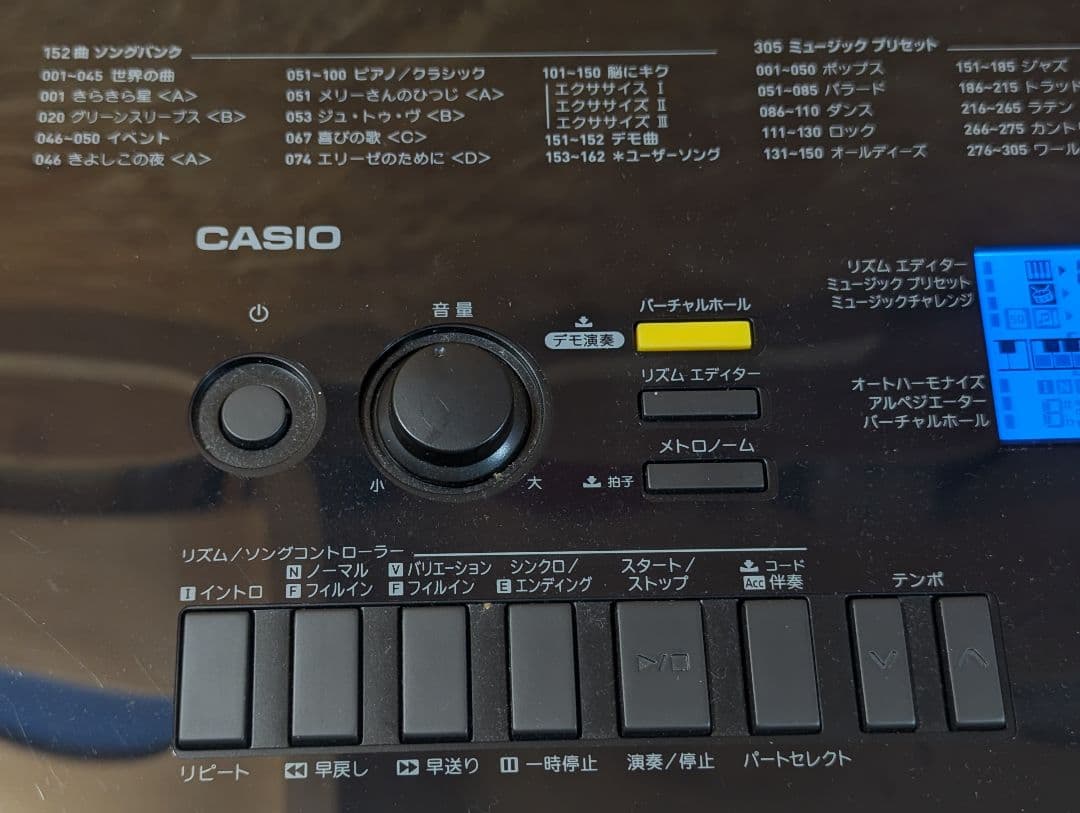 152曲 ソングバンク
001~045 世界の曲
001 きらきら星 <A>
020 グリーンスリーブス <B>
046~050 イベント
046 きよしこの夜 <A>
051~100 ピアノ/クラシック
051 メリーさんのひつじ <A>
053 ジュ・トゥ・ヴ <B>
067 喜びの歌 <C>
074 エリーゼのために <D>
101~150 脳にキク
エクササイズ Ⅰ
エクササイズ Ⅱ
エクササイズ Ⅲ
151~152 デモ曲
153~162 *ユーザーソング
305 ミュージック プリセット
001~050 ポップス
051~085 バラード
086~110 ダンス
111~130 ロック
131~150 オールディーズ
151~185 ジャズ
186~215 トラッド
216~265 ラテン
266~275 カント
276~305 ワール
CASIO
音量
小
大
バーチャルホール
デモ演奏
リズム エディター
メトロノーム
拍子
リズム エディター
ミュージック プリセット
ミュージックチャレンジ
オートハーモナイズ
アルペジエーター
バーチャルホール
リズム/ソングコントローラー
I イントロ
N ノーマル
F フィルイン
V バリエーション
F フィルイン
シンクロ/
E エンディング
スタート/
ストップ
コード
Acc 伴奏
テンポ
リピート
早戻し
早送り
一時停止
演奏/停止
パートセレクト